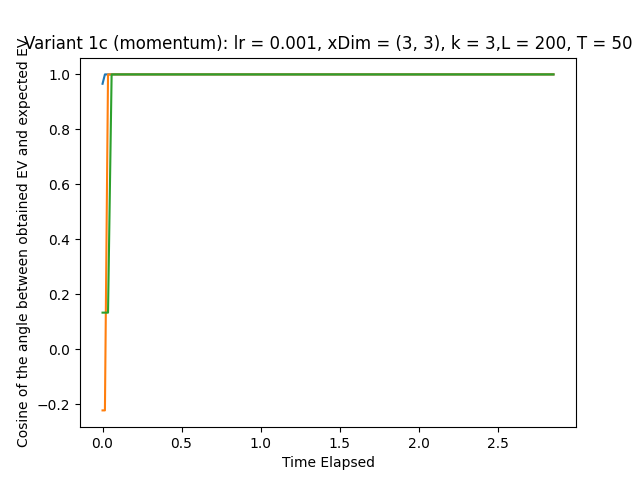 Variant 1c (momentum): lr = 0.001, xDim = (3, 3), k = 3,L = 200, T = 50
Cosine of the angle between obtained EV and expected EV
1.0
0.8
0.6
0.4
0.2
0.0
−0.2
0.0 0.5 1.0 1.5 2.0 2.5
Time Elapsed